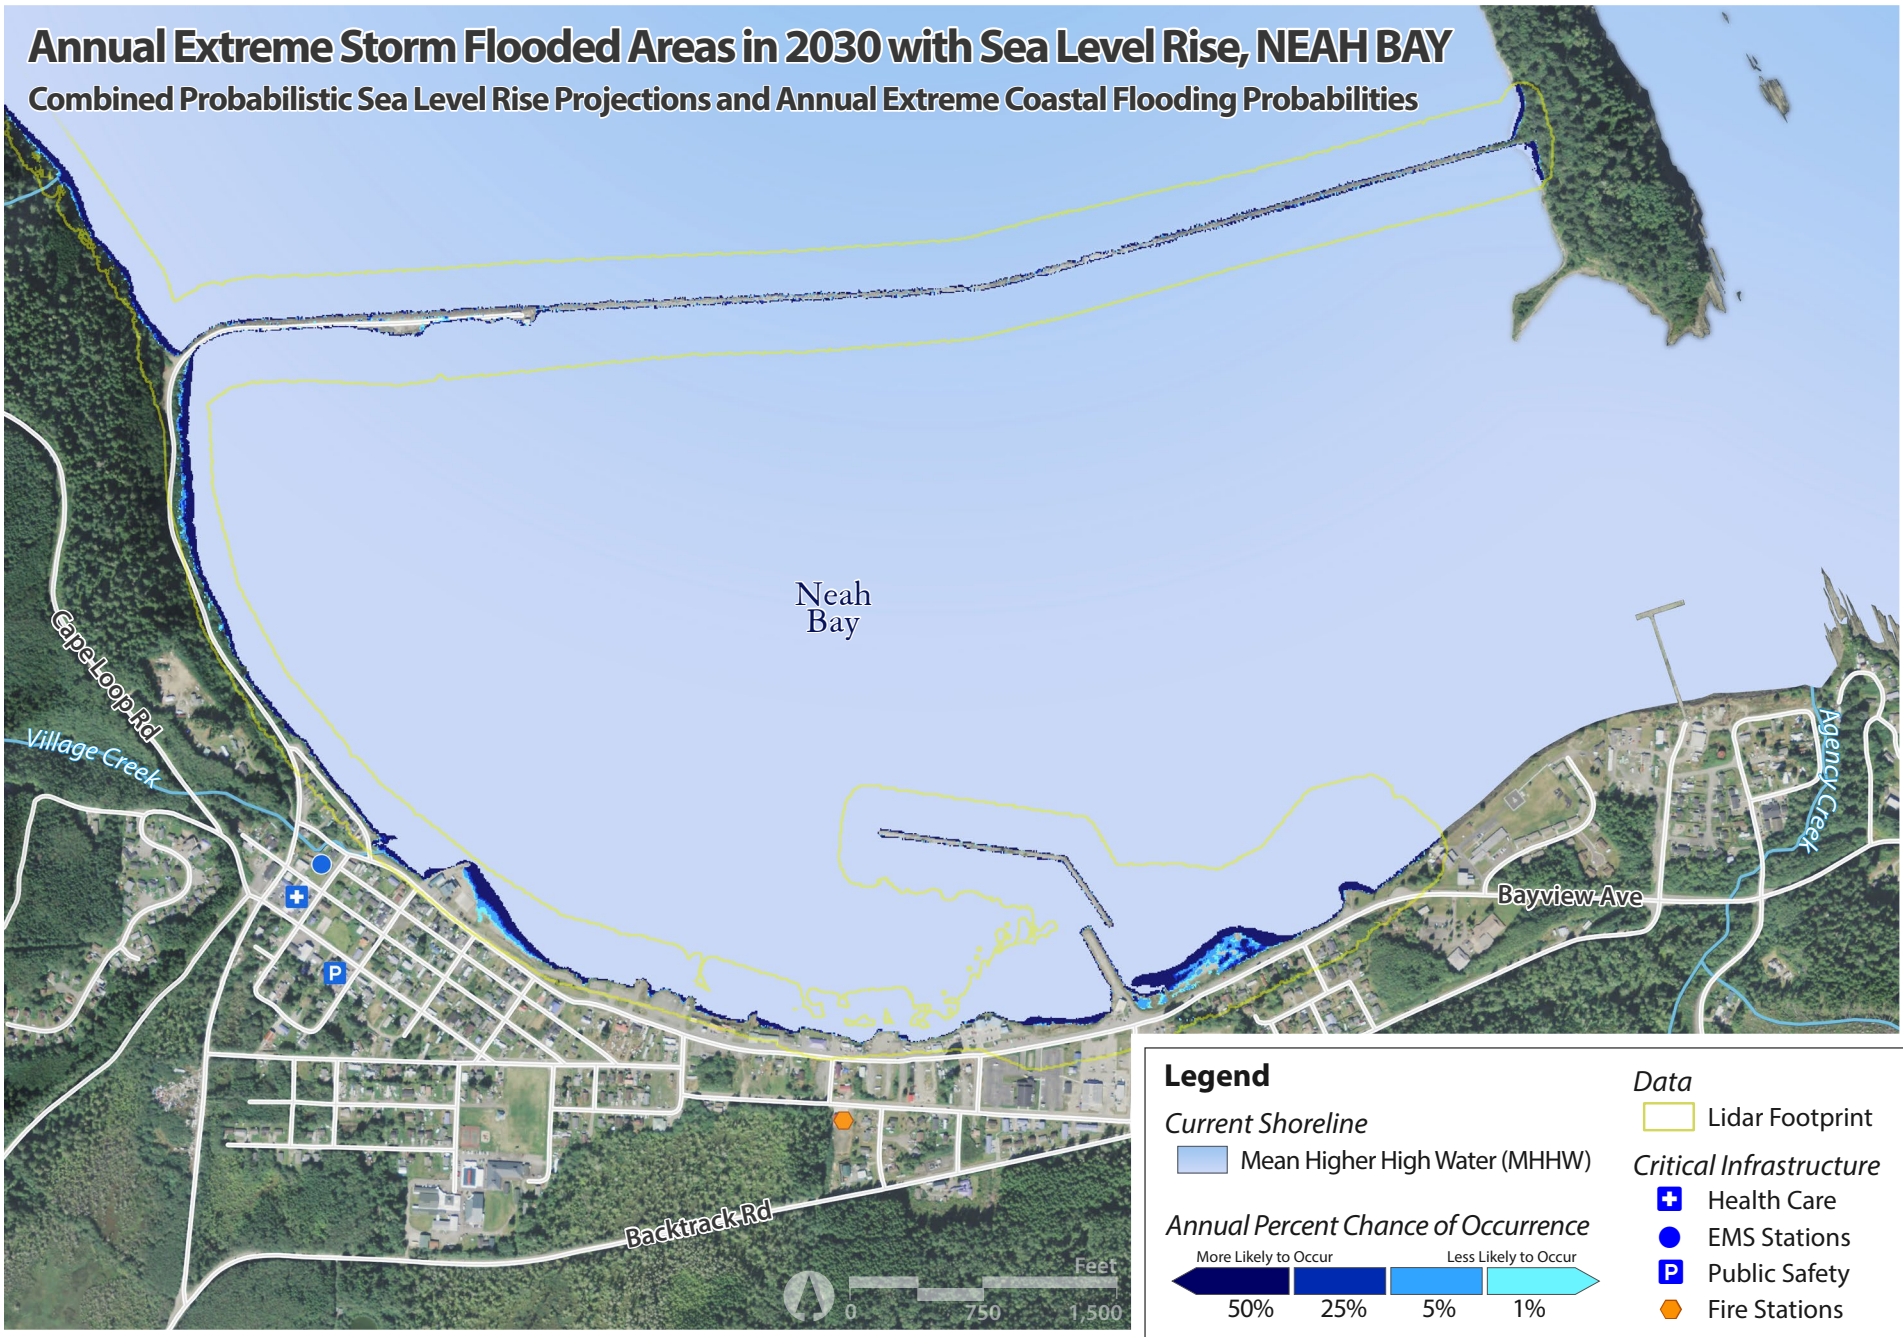 Annual Extreme Storm Flooded Areas in 2030 with Sea Level Rise, NEAH BAY
Combined Probabilistic Sea Level Rise Projections and Annual Extreme Coastal Flooding Probabilities
Neah
Bay
Cape Loop Rd
Village Creek
Agency Creek
Bayview Ave
P
Backtrack Rd
Feet
0 750 1,500
Legend
Current Shoreline
Mean Higher High Water (MHHW)
Annual Percent Chance of Occurrence
More Likely to Occur Less Likely to Occur
50% 25% 5% 1%
Data
Lidar Footprint
Critical Infrastructure
Health Care
EMS Stations
P Public Safety
Fire Stations